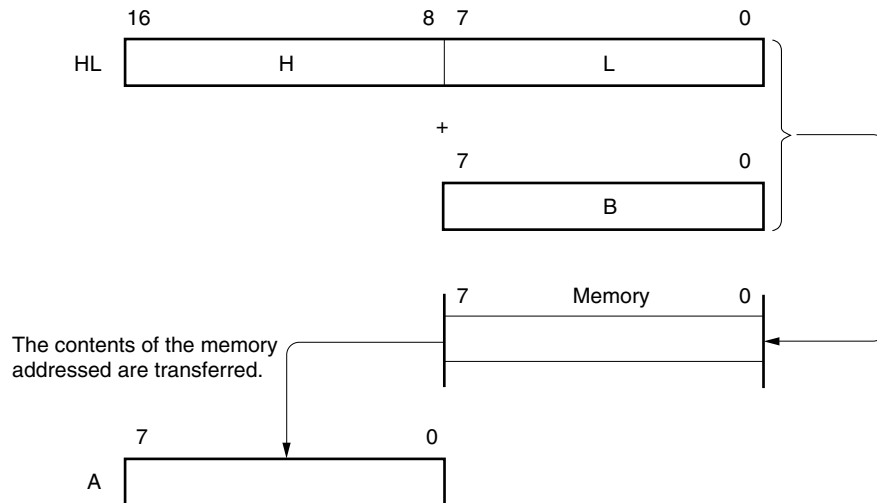 16 8 7 0
HL H L
+
7 0
B
7 Memory 0
The contents of the memory
addressed are transferred.
7 0
A